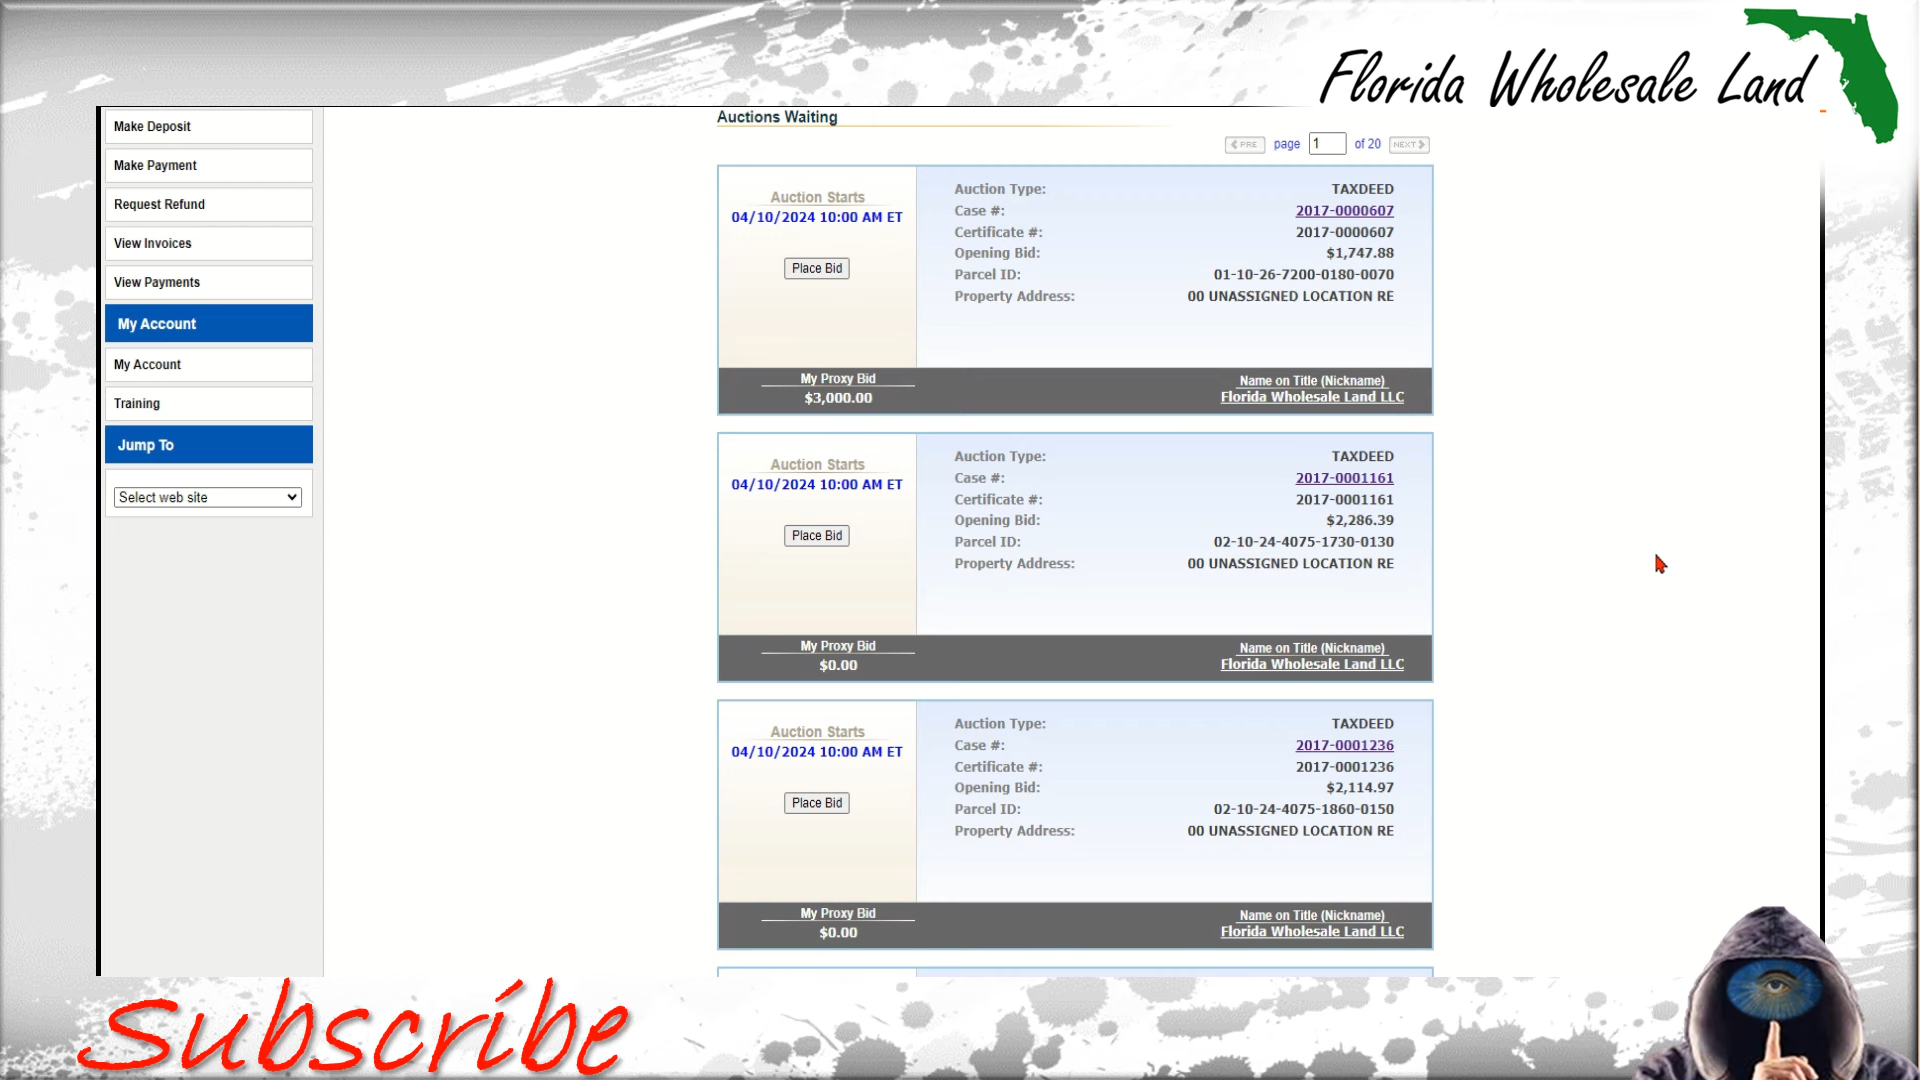 Florida Wholesale Land
Make Deposit
Make Payment
Request Refund
View Invoices
View Payments
My Account
My Account
Training
Jump To
Select web site
Auctions Waiting
PRE page 1 of 20 NEXT
Auction Starts
04/10/2024 10:00 AM ET
Place Bid
Auction Type: TAXDEED
Case #: 2017-0000607
Certificate #: 2017-0000607
Opening Bid: $1,747.88
Parcel ID: 01-10-26-7200-0180-0070
Property Address: 00 UNASSIGNED LOCATION RE
My Proxy Bid
$3,000.00
Name on Title (Nickname)
Florida Wholesale Land LLC
Auction Starts
04/10/2024 10:00 AM ET
Place Bid
Auction Type: TAXDEED
Case #: 2017-0001161
Certificate #: 2017-0001161
Opening Bid: $2,286.39
Parcel ID: 02-10-24-4075-1730-0130
Property Address: 00 UNASSIGNED LOCATION RE
My Proxy Bid
$0.00
Name on Title (Nickname)
Florida Wholesale Land LLC
Auction Starts
04/10/2024 10:00 AM ET
Place Bid
Auction Type: TAXDEED
Case #: 2017-0001236
Certificate #: 2017-0001236
Opening Bid: $2,114.97
Parcel ID: 02-10-24-4075-1860-0150
Property Address: 00 UNASSIGNED LOCATION RE
My Proxy Bid
$0.00
Name on Title (Nickname)
Florida Wholesale Land LLC
Subscribe